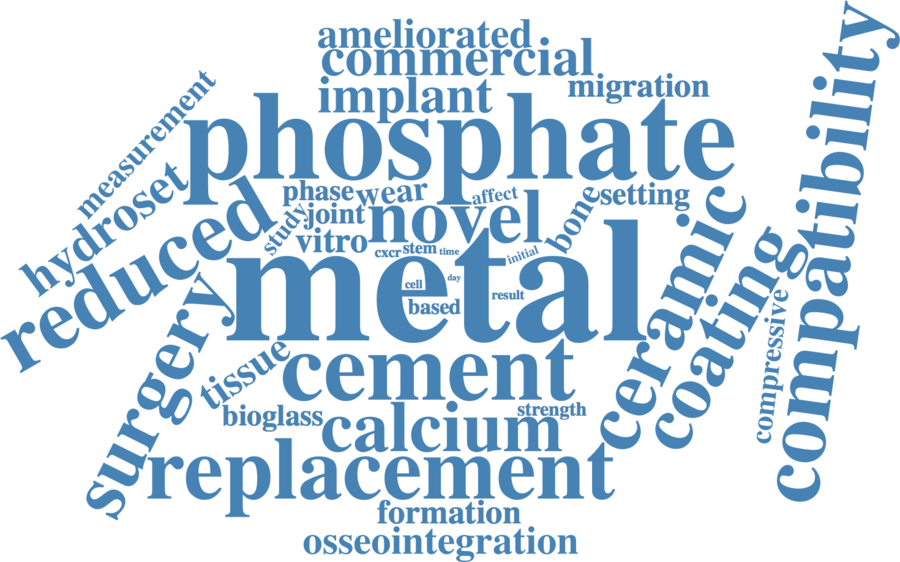 ameliorated
commercial
implant
migration
measurement
phosphate
compatibility
hydroset
phase
wear
affect
setting
reduced
study
joint
novel
bone
ceramic
vitro
cxcr
stem
time
initial
coating
metal
cell
day
based
result
surgery
tissue
cement
compressive
bioglass
strength
calcium
replacement
formation
osseointegration